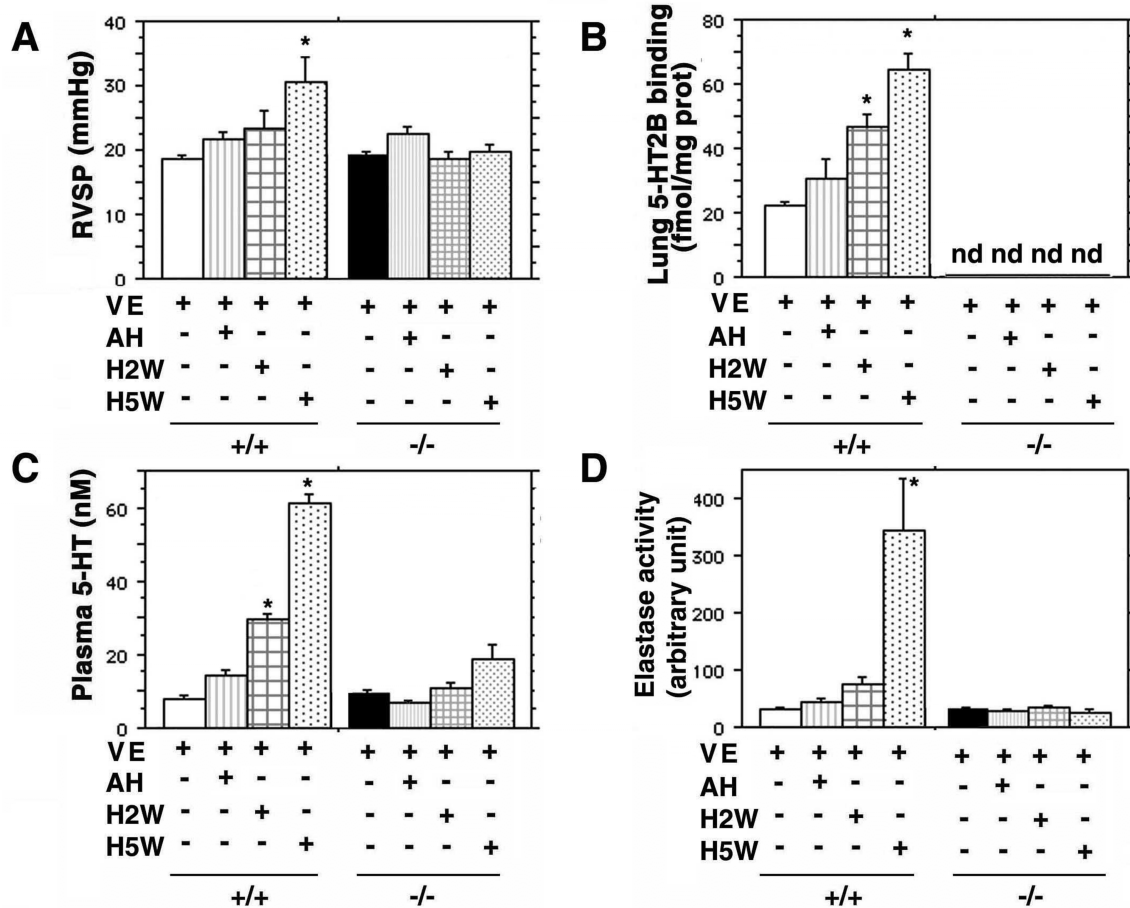 A
RVSP (mmHg)
40
30
20
10
0
*
VE + + + + + + + +
AH - + - - - + - -
H2W - - + - - - + -
H5W - - - + - - - +
+/+ -/-
B
Lung 5-HT2B binding
(fmol/mg prot)
80
60
40
20
0
*
*
nd nd nd nd
VE + + + + + + + +
AH - + - - - + - -
H2W - - + - - - + -
H5W - - - + - - - +
+/+ -/-
C
Plasma 5-HT (nM)
60
40
20
0
*
*
VE + + + + + + + +
AH - + - - - + - -
H2W - - + - - - + -
H5W - - - + - - - +
+/+ -/-
D
Elastase activity
(arbitrary unit)
400
300
200
100
0
*
VE + + + + + + + +
AH - + - - - + - -
H2W - - + - - - + -
H5W - - - + - - - +
+/+ -/-